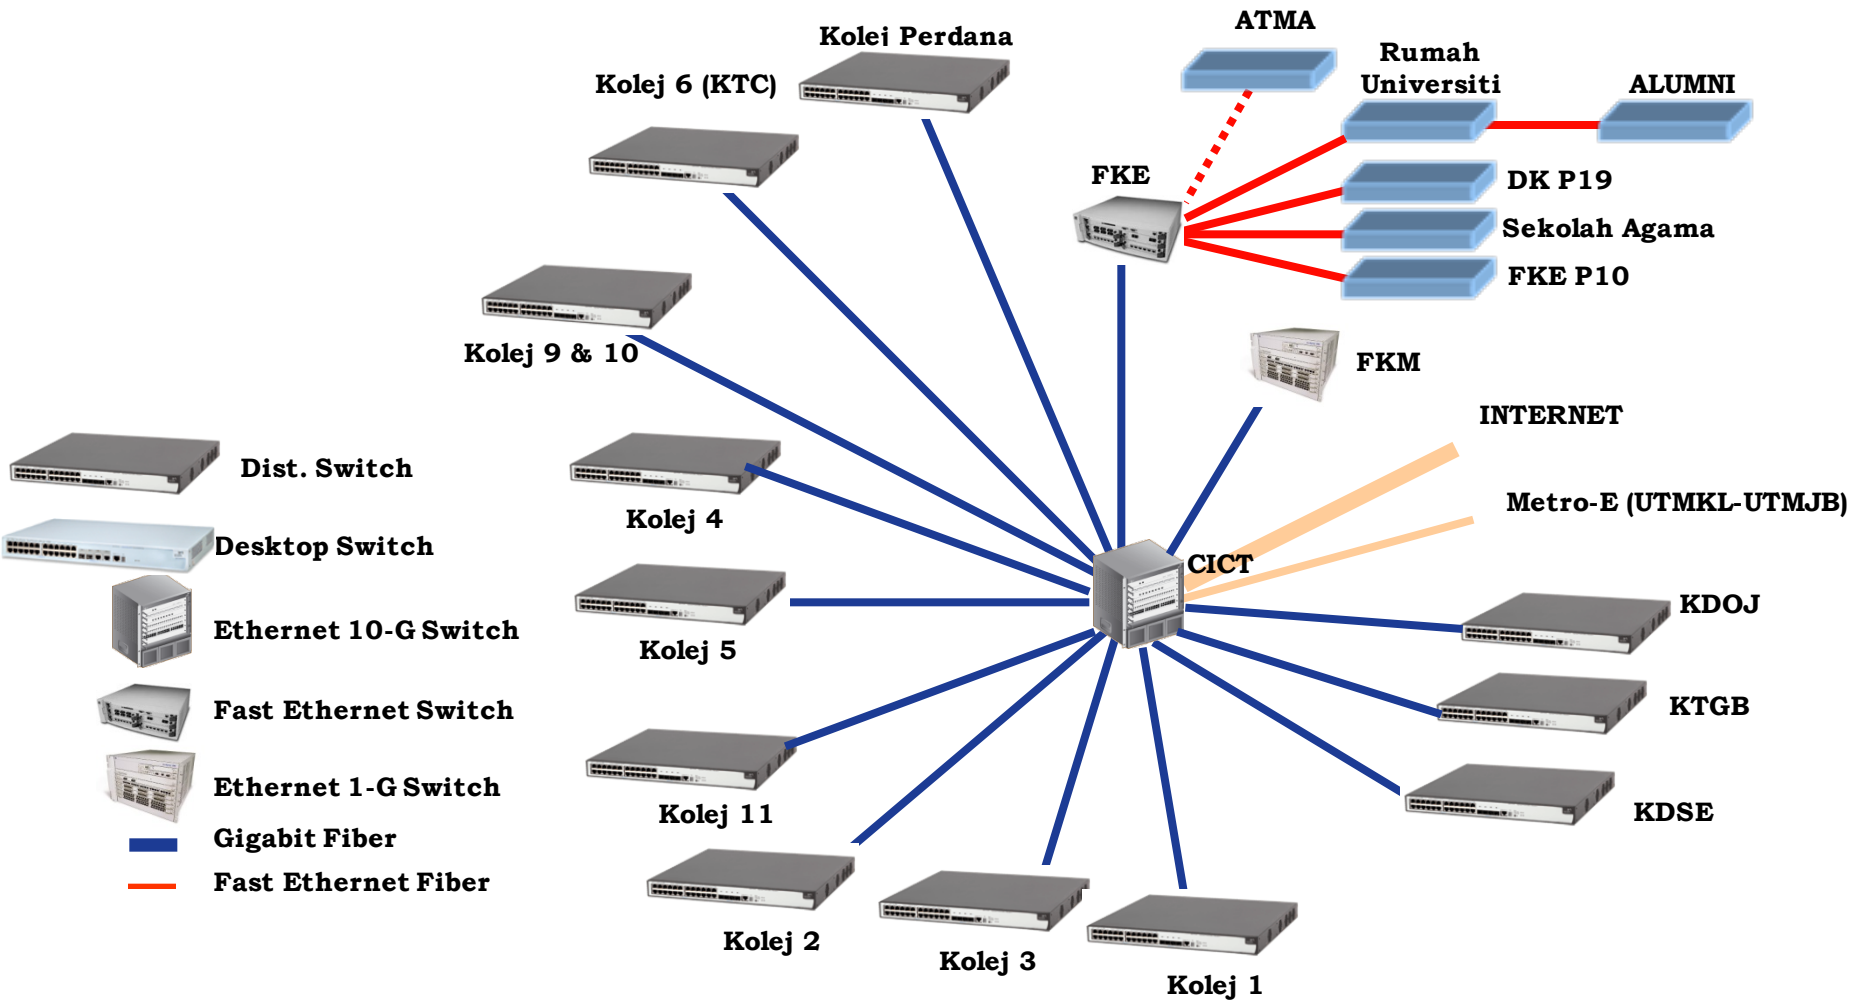 ATMA
Kolej Perdana
Rumah
Universiti
Kolej 6 (KTC)
ALUMNI
FKE
DK P19
Sekolah Agama
FKE P10
Kolej 9 & 10
FKM
INTERNET
Dist. Switch
Kolej 4
Metro-E (UTMKL-UTMJB)
Desktop Switch
CICT
KDOJ
Ethernet 10-G Switch
Kolej 5
Fast Ethernet Switch
KTGB
Ethernet 1-G Switch
Kolej 11
KDSE
Gigabit Fiber
Fast Ethernet Fiber
Kolej 2
Kolej 3
Kolej 1